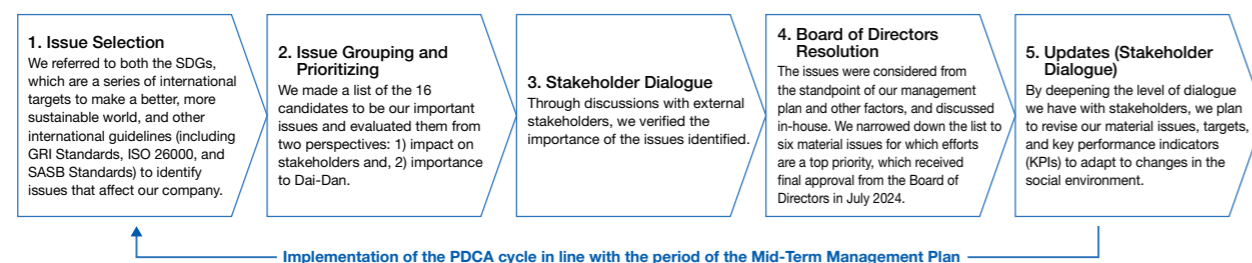 1. Issue Selection
We referred to both the SDGs,
which are a series of international
targets to make a better, more
sustainable world, and other
international guidelines (including
GRI Standards, ISO 26000, and
SASB Standards) to identify
issues that affect our company.
2. Issue Grouping and
Prioritizing
We made a list of the 16
candidates to be our important
issues and evaluated them from
two perspectives: 1) impact on
stakeholders and, 2) importance
to Dai-Dan.
3. Stakeholder Dialogue
Through discussions with external
stakeholders, we verified the
importance of the issues identified.
4. Board of Directors
Resolution
The issues were considered from
the standpoint of our management
plan and other factors, and discussed
in-house. We narrowed down the list to
six material issues for which efforts
are a top priority, which received
final approval from the Board of
Directors in July 2024.
5. Updates (Stakeholder
Dialogue)
By deepening the level of dialogue
we have with stakeholders, we plan
to revise our material issues, targets,
and key performance indicators
(KPIs) to adapt to changes in the
social environment.
Implementation of the PDCA cycle in line with the period of the Mid-Term Management Plan